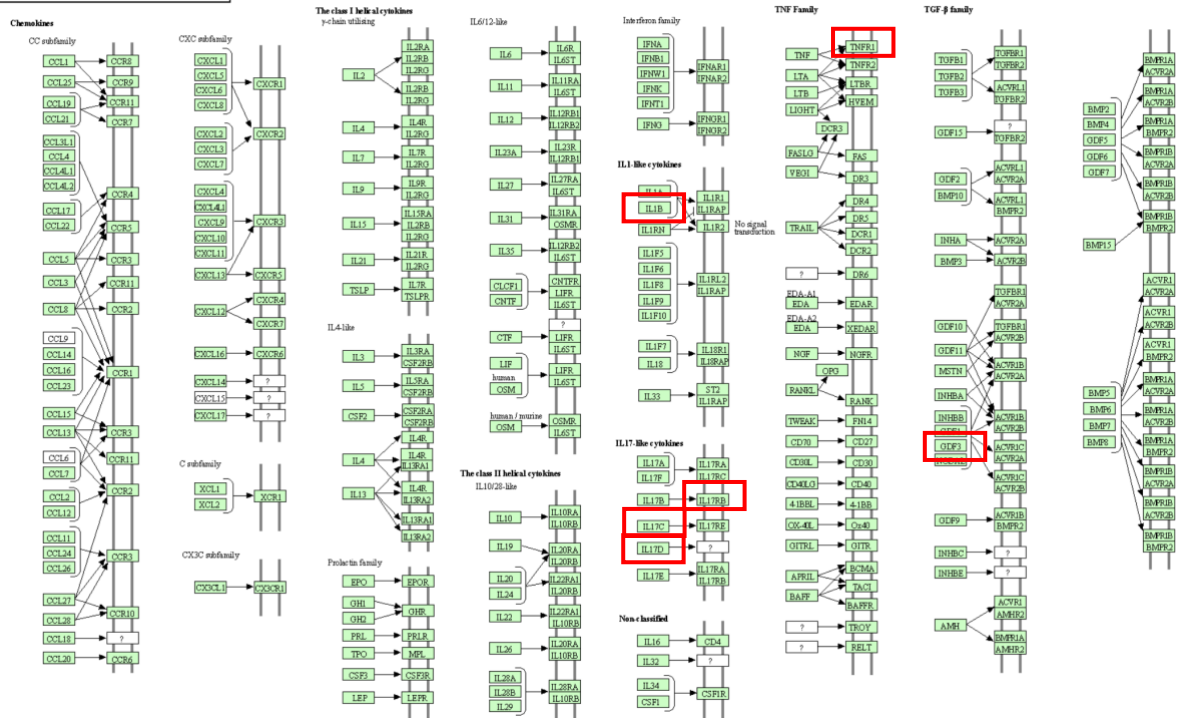 Chemokines
CC subfamily
CCL1
CCR8
CCL25
CCR9
CCL19
CCR11
CCL21
CCR7
CCL3L1
CCL4
CCL4L1
CCL4L2
CCR4
CCL17
CCL22
CCR5
CCL5
CCR3
CCL3
CCR11
CCL8
CCR2
CCL9
CCL14
CCL16
CCL23
CCR1
CCL15
CCL13
CCR3
CCL6
CCL7
CCR11
CCL2
CCL12
CCR2
CCL11
CCL24
CCL26
CCR3
CCL27
CCL28
CCR10
CCL18
?
CCL20
CCR6
CXC subfamily
CXCL1
CXCL5
CXCL6
CXCL8
CXCR1
CXCL2
CXCL3
CXCL7
CXCR2
CXCL4
CXCL4L1
CXCL9
CXCL10
CXCL11
CXCR3
CXCL13
CXCR5
CXCL12
CXCR4
CXCR7
CXCL16
CXCR6
CXCL14
?
CXCL15
?
CXCL17
?
C subfamily
XCL1
XCL2
XCR1
CX3C subfamily
CX3CL1
CX3CR1
The class I helical cytokines
γ-chain utilising
IL2
IL2RA
IL2RB
IL2RG
IL2RB
IL2RG
IL4
IL4R
IL2RG
IL7
IL7R
IL2RG
IL9
IL9R
IL2RG
IL15
IL15RA
IL2RB
IL2RG
IL21
IL21R
IL2RG
TSLP
IL7R
TSLPR
IL4-like
IL3
IL3RA
CSF2RB
IL5
IL5RA
CSF2RB
CSF2
CSF2RA
CSF2RB
IL4R
IL2RG
IL4
IL4R
IL13RA1
IL13
IL4R
IL13RA2
IL13RA1
IL13RA2
Prolactin family
EPO
EPOR
GH1
GH2
GHR
PRL
PRLR
TPO
MPL
CSF3
CSF3R
LEP
LEPR
IL6/12-like
IL6
IL6R
IL6ST
IL11
IL11RA
IL6ST
IL12
IL12RB1
IL12RB2
IL23A
IL23R
IL12RB1
IL27
IL27RA
IL6ST
IL31
IL31RA
OSMR
IL35
IL12RB2
IL6ST
CLCF1
CNTF
CNTFR
LIFR
IL6ST
CTF
?
LIFR
IL6ST
LIF
human
OSM
LIFR
IL6ST
human / murine
OSM
OSMR
IL6ST
The class II helical cytokines
IL10/28-like
IL10
IL10RA
IL10RB
IL19
IL20RA
IL20RB
IL20
IL24
IL22RA1
IL20RB
IL22
IL22RA1
IL10RB
IL26
IL20RA
IL10RB
IL28A
IL28B
IL29
IL28RA
IL10RB
Interferon family
IFNA
IFNB1
IFNW1
IFNK
IFNT1
IFNAR1
IFNAR2
IFNG
IFNGR1
IFNGR2
IL1-like cytokines
IL1A
IL1B
IL1R1
IL1RAP
IL1RN
IL1R2
No signal
transduction
IL1F5
IL1F6
IL1F8
IL1F9
IL1F10
IL1RL2
IL1RAP
IL1F7
IL18
IL18R1
IL18RAP
IL33
ST2
IL1RAP
IL17-like cytokines
IL17A
IL17F
IL17RA
IL17RC
IL17B
IL17RB
IL17C
IL17RE
IL17D
?
IL17E
IL17RA
IL17RB
Non-classified
IL16
CD4
IL32
?
IL34
CSF1
CSF1R
TNF Family
TNF
TNFR1
TNFR2
LTA
LTBR
LTB
HVEM
LIGHT
DCR3
FASLG
FAS
VEGI
DR3
TRAIL
DR4
DR5
DCR1
DCR2
?
DR6
EDA-A1
EDA
EDAR
EDA-A2
EDA
XEDAR
NGF
NGFR
OPG
RANKL
RANK
TWEAK
FN14
CD70
CD27
CD30L
CD30
CD40LG
CD40
4-1BBL
4-1BB
OX-40L
Ox40
GITRL
GITR
APRIL
BCMA
TACI
BAFF
BAFFR
?
TROY
?
RELT
TGF-β family
TGFB1
TGFB2
TGFB3
TGFBR1
TGFBR2
ACVRL1
TGFBR2
GDF15
?
TGFBR2
GDF2
BMP10
ACVRL1
ACVR2A
ACVRL1
BMPR2
INHA
ACVR2A
BMP3
ACVR2B
TGFBR1
ACVR2A
GDF10
TGFBR1
ACVR2B
GDF11
MSTN
ACVR1B
ACVR2A
INHBA
INHBB
ACVR1B
ACVR2B
GDF3
ACVR1C
ACVR2A
ACVR1C
ACVR2B
GDF9
ACVR1B
BMPR2
INHBC
?
INHBE
?
AMH
ACVR1
AMHR2
BMPR1A
AMHR2
BMP2
BMP4
GDF5
GDF6
GDF7
BMP15
BMPR1A
ACVR2A
BMPR1A
ACVR2B
BMPR1A
BMPR2
BMPR1B
ACVR2A
BMPR1B
ACVR2B
BMPR1B
BMPR2
BMP5
BMP6
BMP7
BMP8
ACVR1
ACVR2A
ACVR1
ACVR2B
ACVR1
BMPR2
BMPR1A
ACVR2A
BMPR1A
ACVR2B
BMPR1A
BMPR2
BMPR1B
ACVR2A
BMPR1B
ACVR2B
BMPR1B
BMPR2